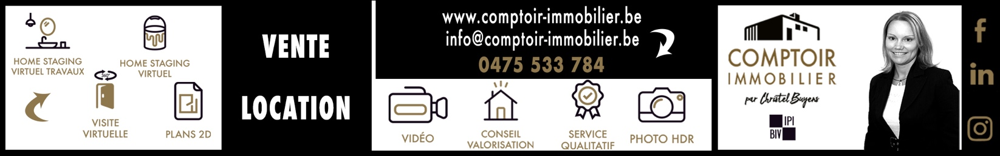 HOME STAGING
VIRTUEL TRAVAUX
HOME STAGING
VIRTUEL
360°
VISITE
VIRTUELLE
PLANS 2D
VENTE
LOCATION
www.comptoir-immobilier.be
info@comptoir-immobilier.be
0475 533 784
VIDÉO
CONSEIL
VALORISATION
SERVICE
QUALITATIF
PHOTO HDR
COMPTOIR
IMMOBILIER
par Christel Buyens
IPI
BIV
f
in